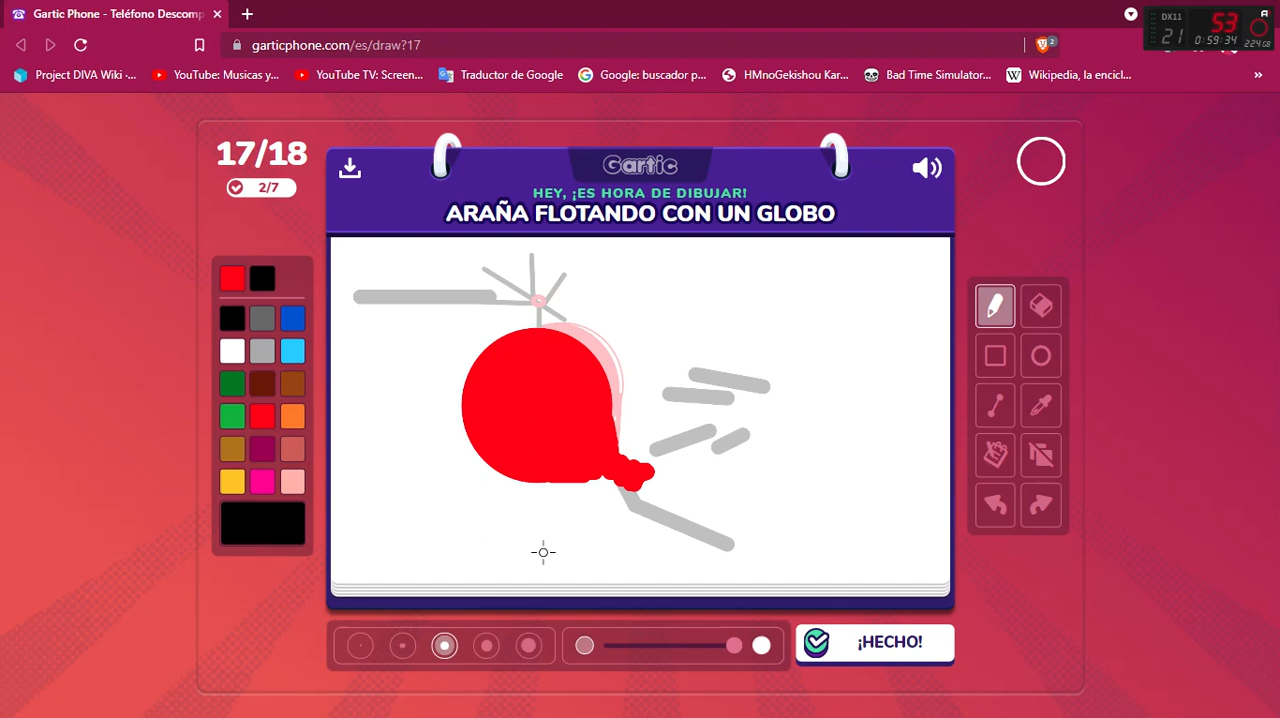 Gartic Phone - Teléfono Descomp
garticphone.com/es/draw?17
2
DX11 53
21 0:59:34 224GB
Project DIVA Wiki -... YouTube: Musicas y... YouTube TV: Screen... Traductor de Google Google: buscador p... HMnoGekishou Kar... Bad Time Simulator... Wikipedia, la encicl... »
17/18
2/7
Gartic
HEY, ¡ES HORA DE DIBUJAR!
ARAÑA FLOTANDO CON UN GLOBO
¡HECHO!